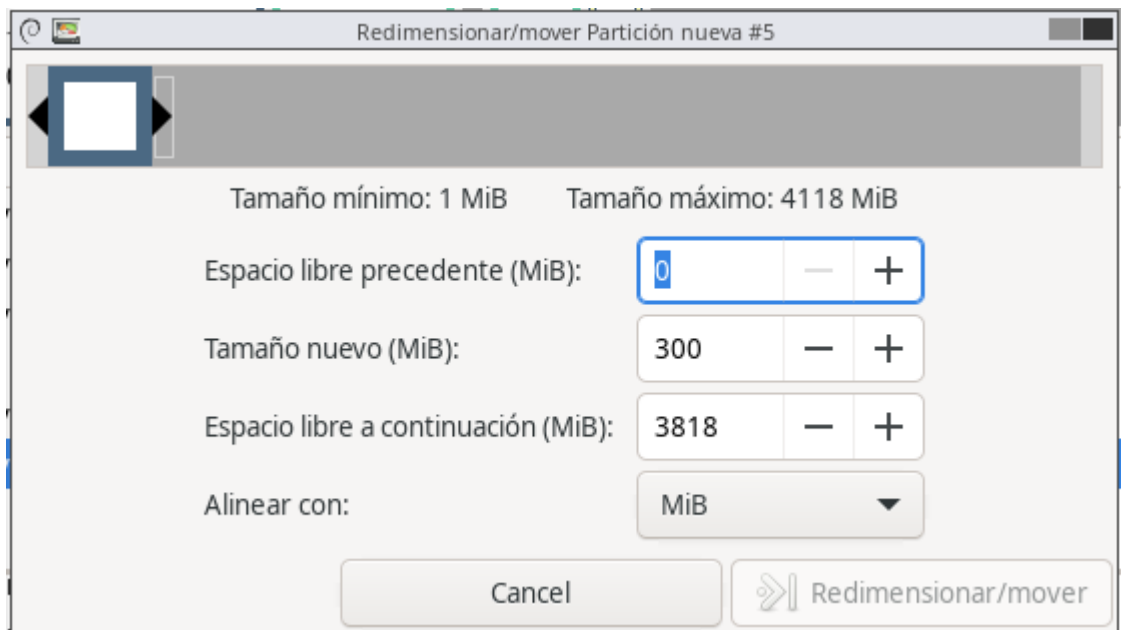 Redimensionar/mover Partición nueva #5
Tamaño mínimo: 1 MiB Tamaño máximo: 4118 MiB
Espacio libre precedente (MiB): 0
Tamaño nuevo (MiB): 300
Espacio libre a continuación (MiB): 3818
Alinear con: MiB
Cancel Redimensionar/mover